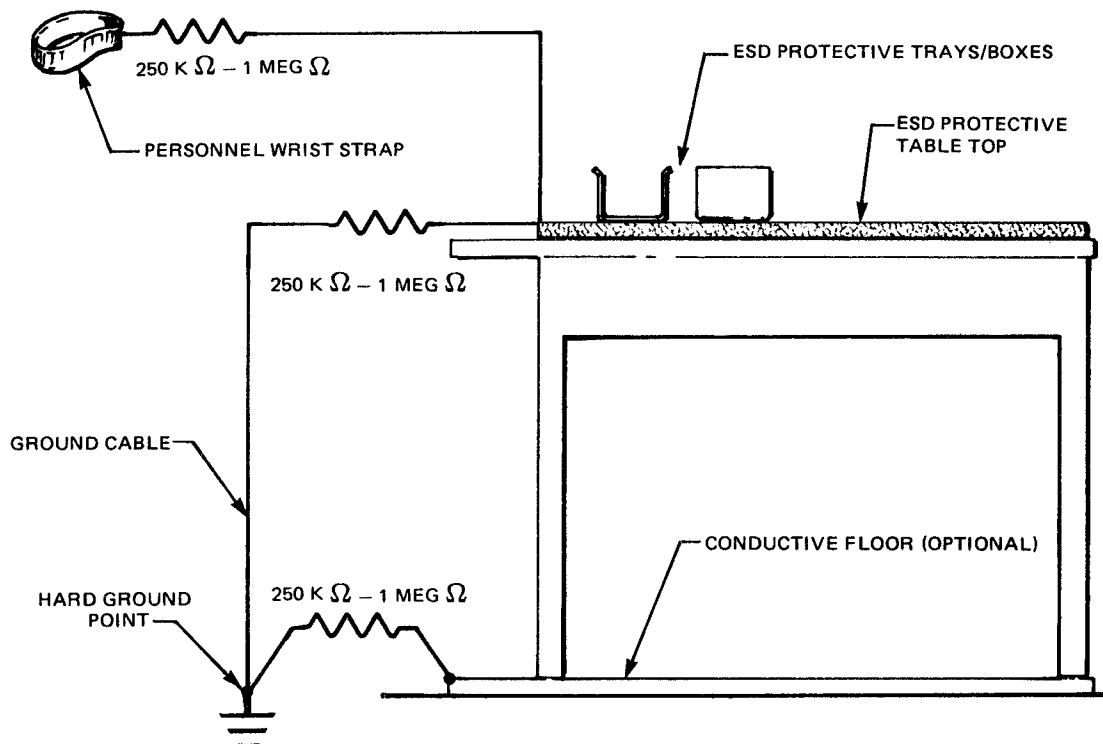 250 K Ω – 1 MEG Ω
PERSONNEL WRIST STRAP
ESD PROTECTIVE TRAYS/BOXES
ESD PROTECTIVE
TABLE TOP
250 K Ω – 1 MEG Ω
GROUND CABLE
CONDUCTIVE FLOOR (OPTIONAL)
HARD GROUND
POINT
250 K Ω – 1 MEG Ω